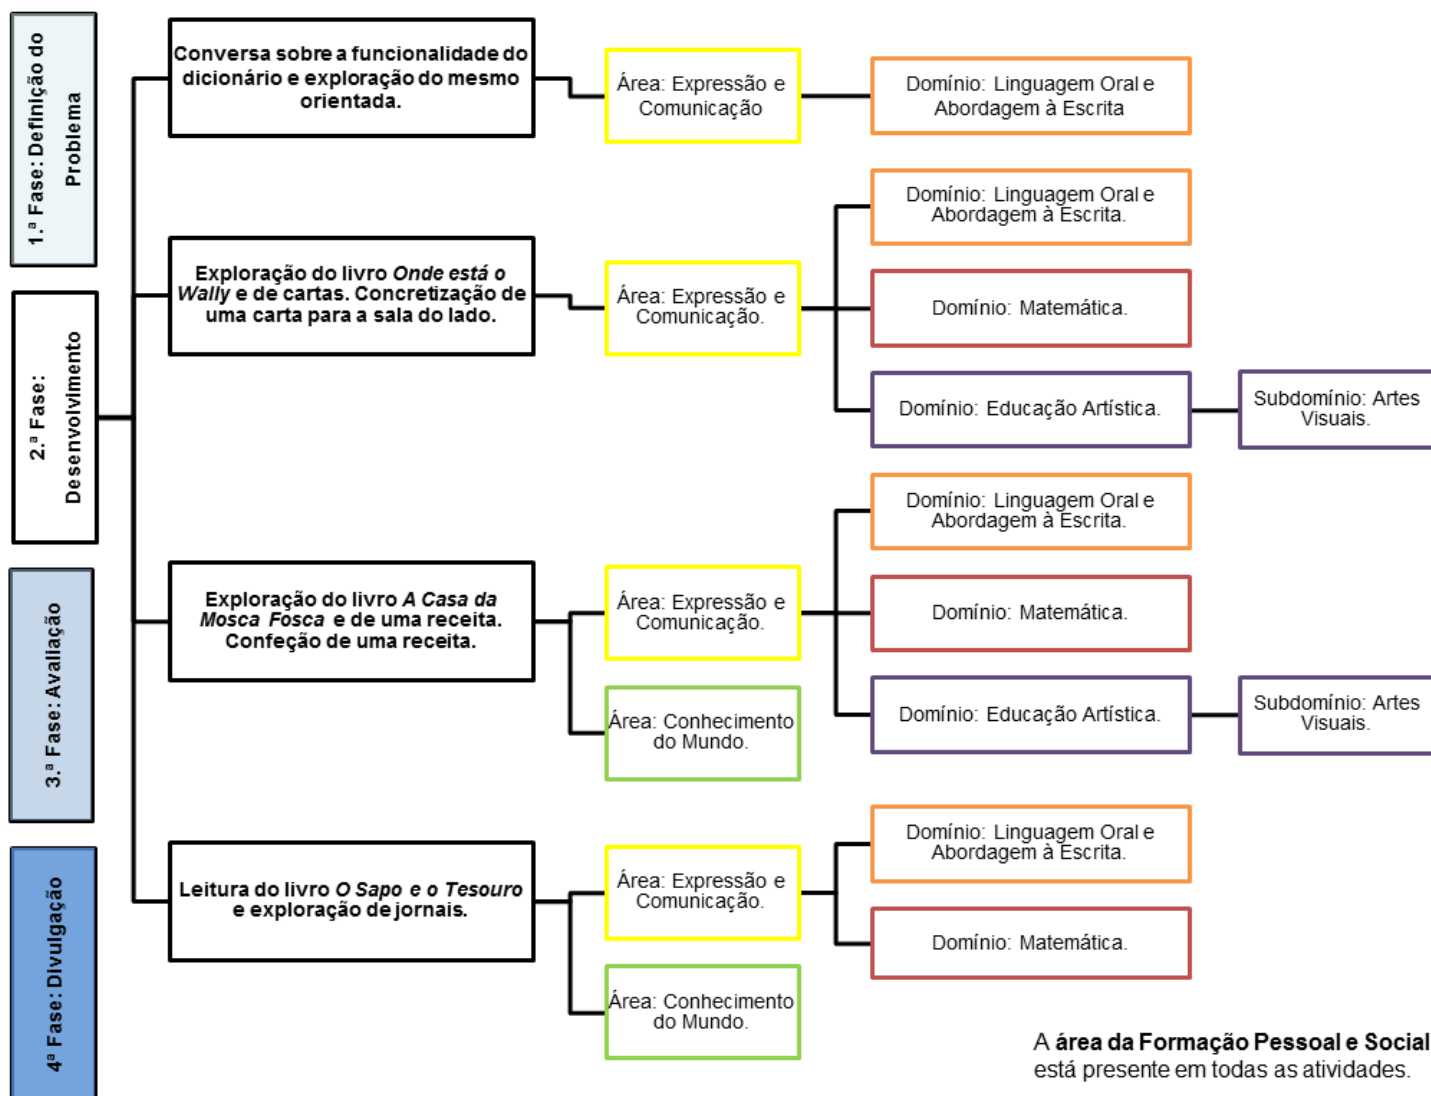 1.ª Fase: Definição do
Problema
2.ª Fase:
Desenvolvimento
3.ª Fase: Avaliação
4ª Fase: Divulgação
Conversa sobre a funcionalidade do
dicionário e exploração do mesmo
orientada.
Área: Expressão e
Comunicação
Domínio: Linguagem Oral e
Abordagem à Escrita
Exploração do livro Onde está o
Wally e de cartas. Concretização de
uma carta para a sala do lado.
Área: Expressão e
Comunicação.
Domínio: Linguagem Oral e
Abordagem à Escrita.
Domínio: Matemática.
Domínio: Educação Artística.
Subdomínio: Artes
Visuais.
Exploração do livro A Casa da
Mosca Fosca e de uma receita.
Confeção de uma receita.
Área: Expressão e
Comunicação.
Domínio: Linguagem Oral e
Abordagem à Escrita.
Domínio: Matemática.
Domínio: Educação Artística.
Subdomínio: Artes
Visuais.
Área: Conhecimento
do Mundo.
Leitura do livro O Sapo e o Tesouro
e exploração de jornais.
Área: Expressão e
Comunicação.
Domínio: Linguagem Oral e
Abordagem à Escrita.
Domínio: Matemática.
Área: Conhecimento
do Mundo.
A área da Formação Pessoal e Social
está presente em todas as atividades.